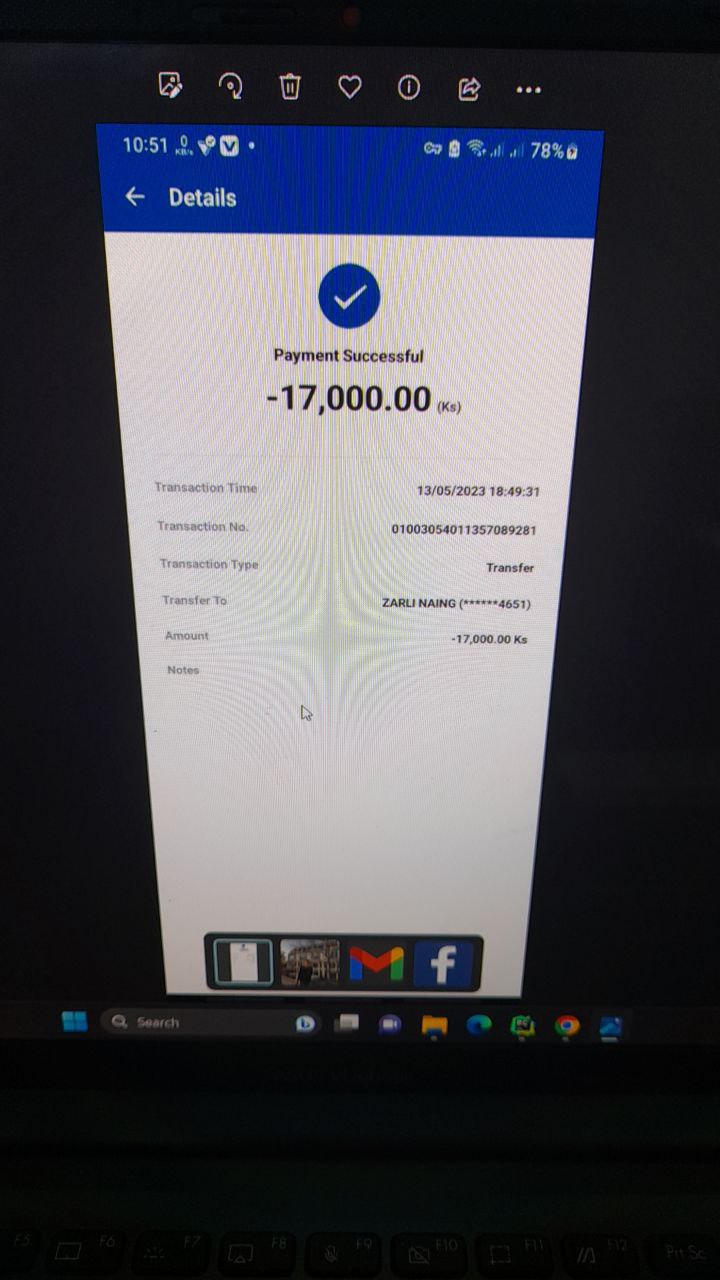 10:51 0 KB/s 78%
Details
Payment Successful
-17,000.00 (Ks)
Transaction Time 13/05/2023 18:49:31
Transaction No. 01003054011357089281
Transaction Type Transfer
Transfer To ZARLI NAING (******4651)
Amount -17,000.00 Ks
Notes
Search
F5 F6 F7 F8 F9 F10 F11 F12 Prt Sc